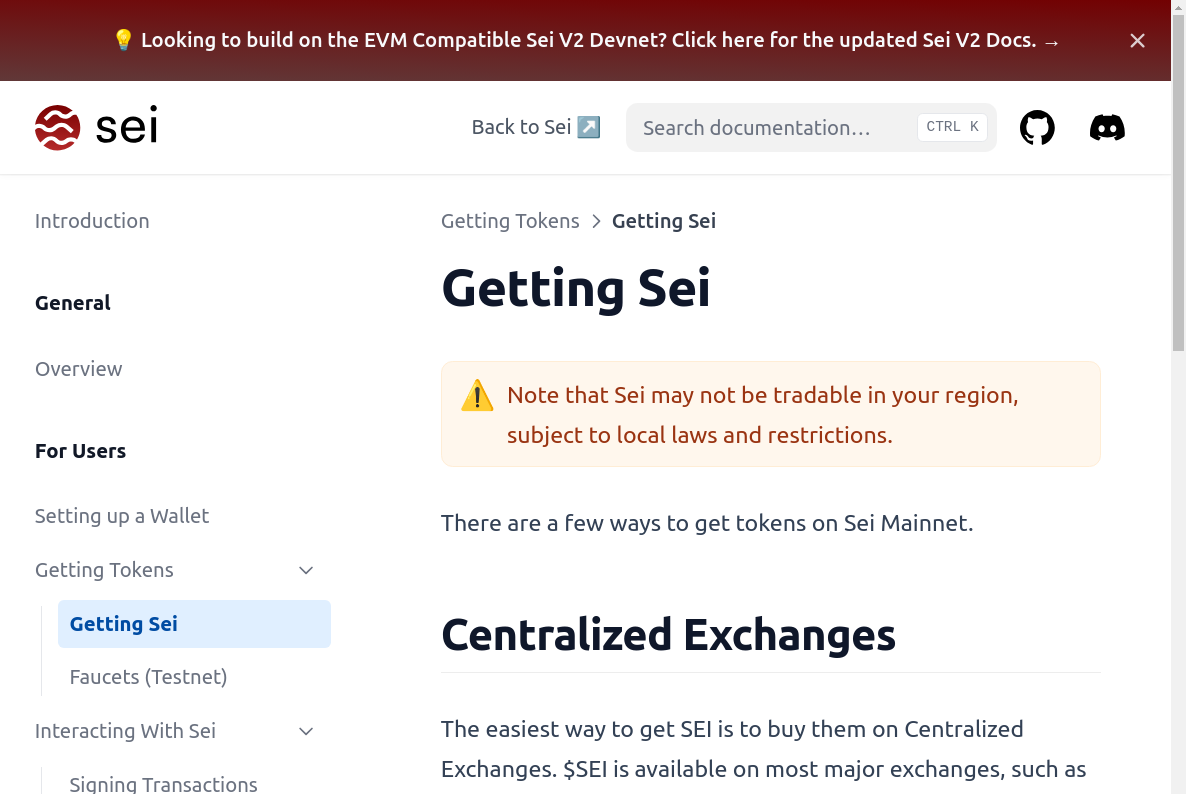 💡 Looking to build on the EVM Compatible Sei V2 Devnet? Click here for the updated Sei V2 Docs. →
sei
Back to Sei ↗️
Search documentation…
CTRL K
Introduction
General
Overview
For Users
Setting up a Wallet
Getting Tokens
Getting Sei
Faucets (Testnet)
Interacting With Sei
Signing Transactions
Getting Tokens > Getting Sei
Getting Sei
⚠️ Note that Sei may not be tradable in your region,
subject to local laws and restrictions.
There are a few ways to get tokens on Sei Mainnet.
Centralized Exchanges
The easiest way to get SEI is to buy them on Centralized
Exchanges. $SEI is available on most major exchanges, such as